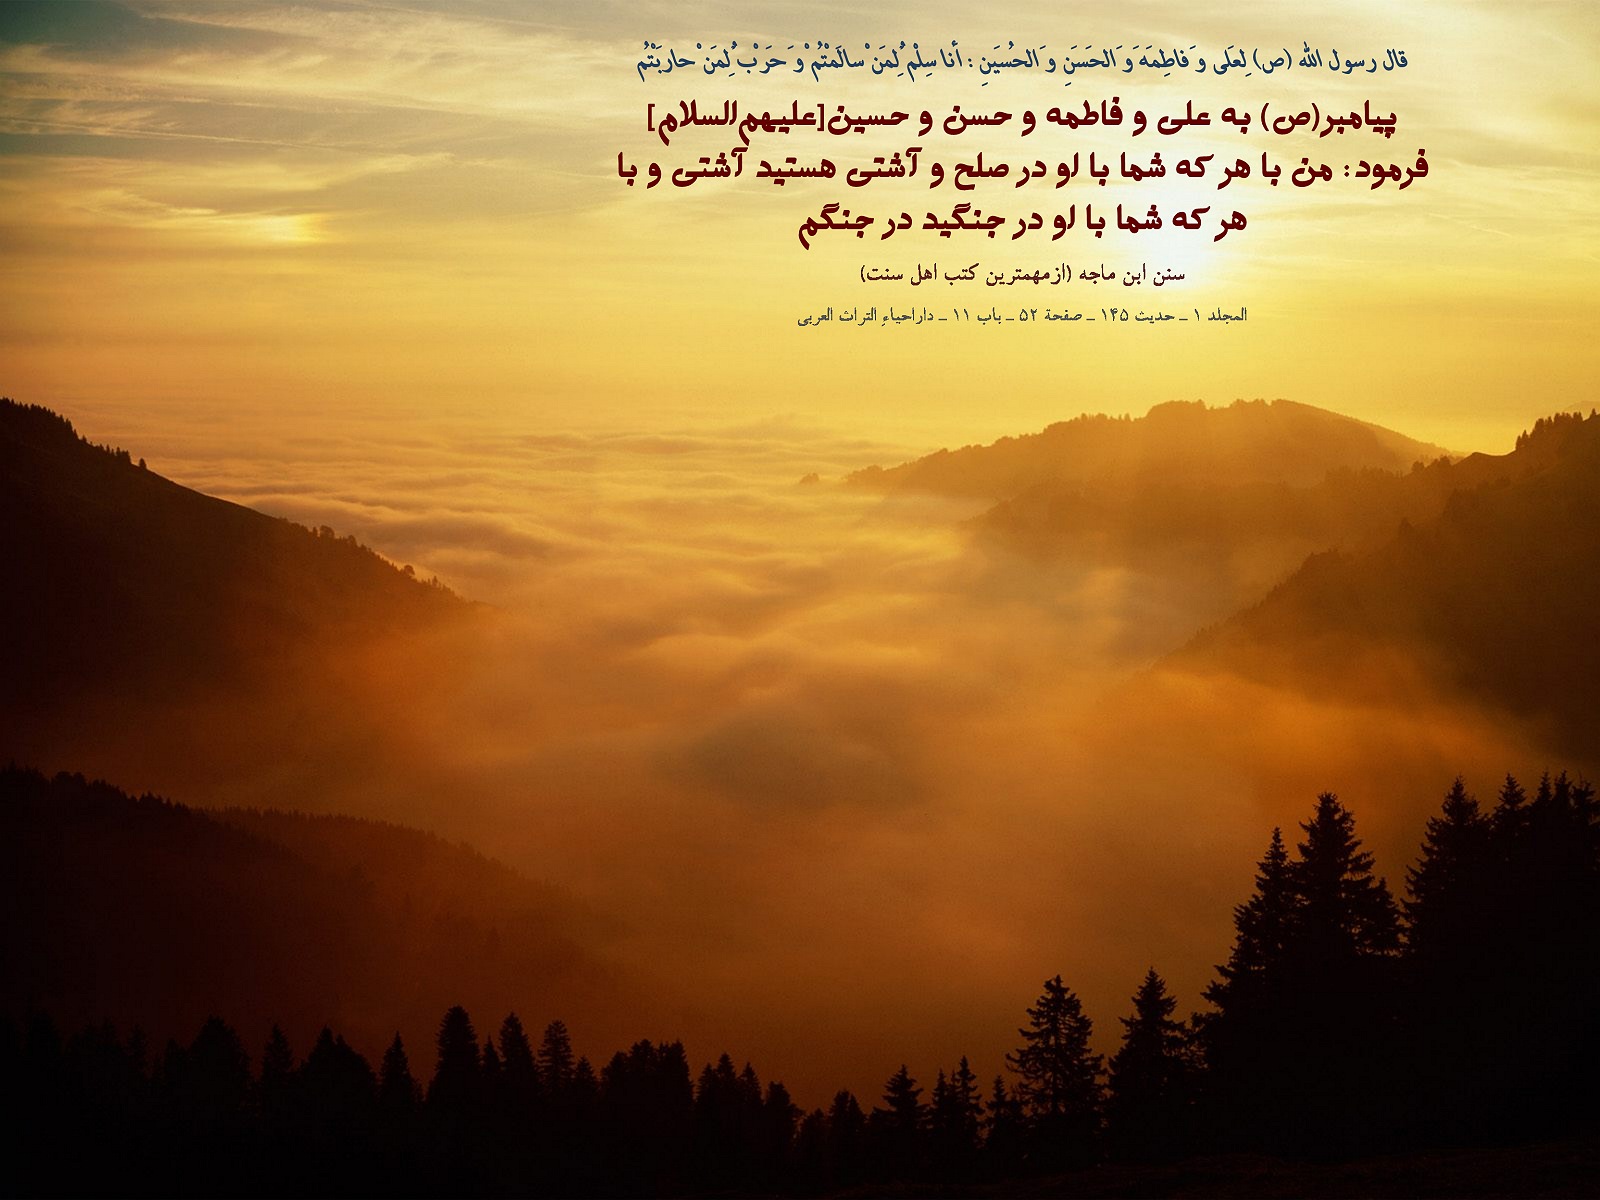 قال رسول الله (ص) لِعَلَی وَ فاطِمَهَ وَ الحَسَنِ وَ الحُسَینِ : أنا سِلْمٌ لِمَنْ سالَمْتُمْ وَ حَرْبٌ لِمَنْ حارَبْتُم
پیامبر(ص) به علی و فاطمه و حسن و حسین[علیهم‌السلام]
فرمود: من با هر که شما با او در صلح و آشتی هستید آشتی و با
هر که شما با او در جنگید در جنگم
سنن ابن ماجه (ازمهمترین کتب اهل سنت)
المجلد ۱ ـ حدیث ۱۴۵ ـ صفحة ۵۲ ـ باب ۱۱ ـ داراحیاءِ التراث العربی